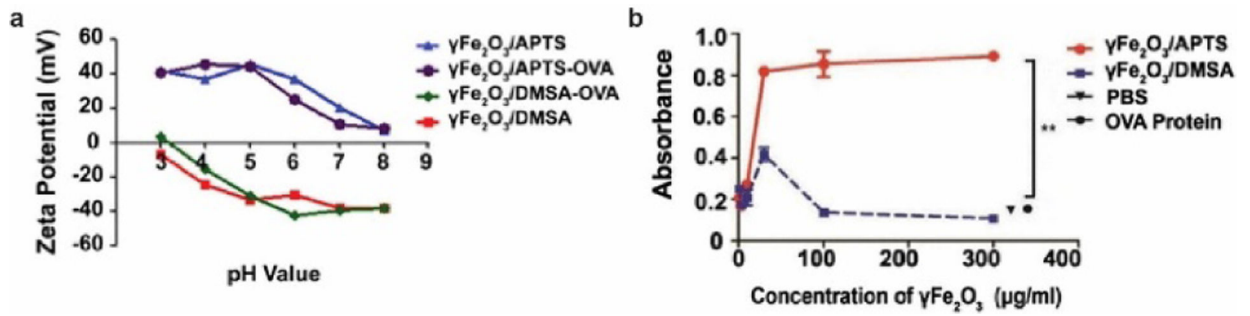 a
Zeta Potential (mV)
60
40
20
0
-20
-40
-60
3 4 5 6 7 8 9
pH Value
γFe₂O₃/APTS
γFe₂O₃/APTS-OVA
γFe₂O₃/DMSA-OVA
γFe₂O₃/DMSA
b
Absorbance
1.0
0.8
0.6
0.4
0.2
0
0 100 200 300 400
Concentration of γFe₂O₃ (µg/ml)
**
γFe₂O₃/APTS
γFe₂O₃/DMSA
PBS
OVA Protein